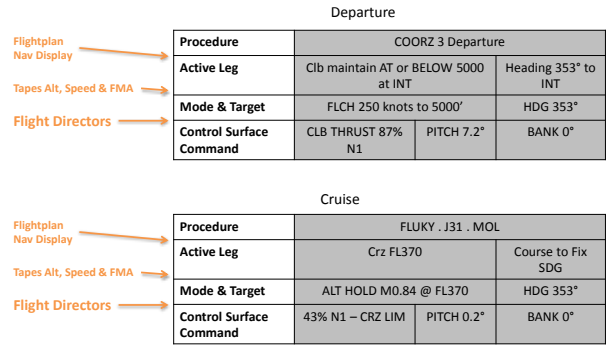 Departure
Flightplan
Nav Display
Tapes Alt, Speed & FMA
Flight Directors
Procedure
COORZ 3 Departure
Active Leg
Clb maintain AT or BELOW 5000
at INT
Heading 353° to
INT
Mode & Target
FLCH 250 knots to 5000’
HDG 353°
Control Surface
Command
CLB THRUST 87%
N1
PITCH 7.2°
BANK 0°
Cruise
Flightplan
Nav Display
Tapes Alt, Speed & FMA
Flight Directors
Procedure
FLUKY . J31 . MOL
Active Leg
Crz FL370
Course to Fix
SDG
Mode & Target
ALT HOLD M0.84 @ FL370
HDG 353°
Control Surface
Command
43% N1 – CRZ LIM
PITCH 0.2°
BANK 0°